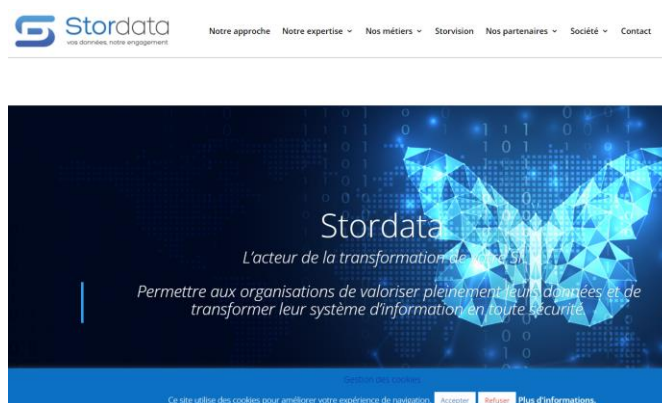 Stordata
vos données, notre engagement
Notre approche Notre expertise Nos métiers Storvision Nos partenaires Société Contact
Stordata
L'acteur de la transformation de votre SI
Permettre aux organisations de valoriser pleinement leurs données et de
transformer leur système d'information en toute sécurité
Gestion des cookies
Ce site utilise des cookies pour améliorer votre expérience de navigation. Accepter Refuser Plus d'informations.